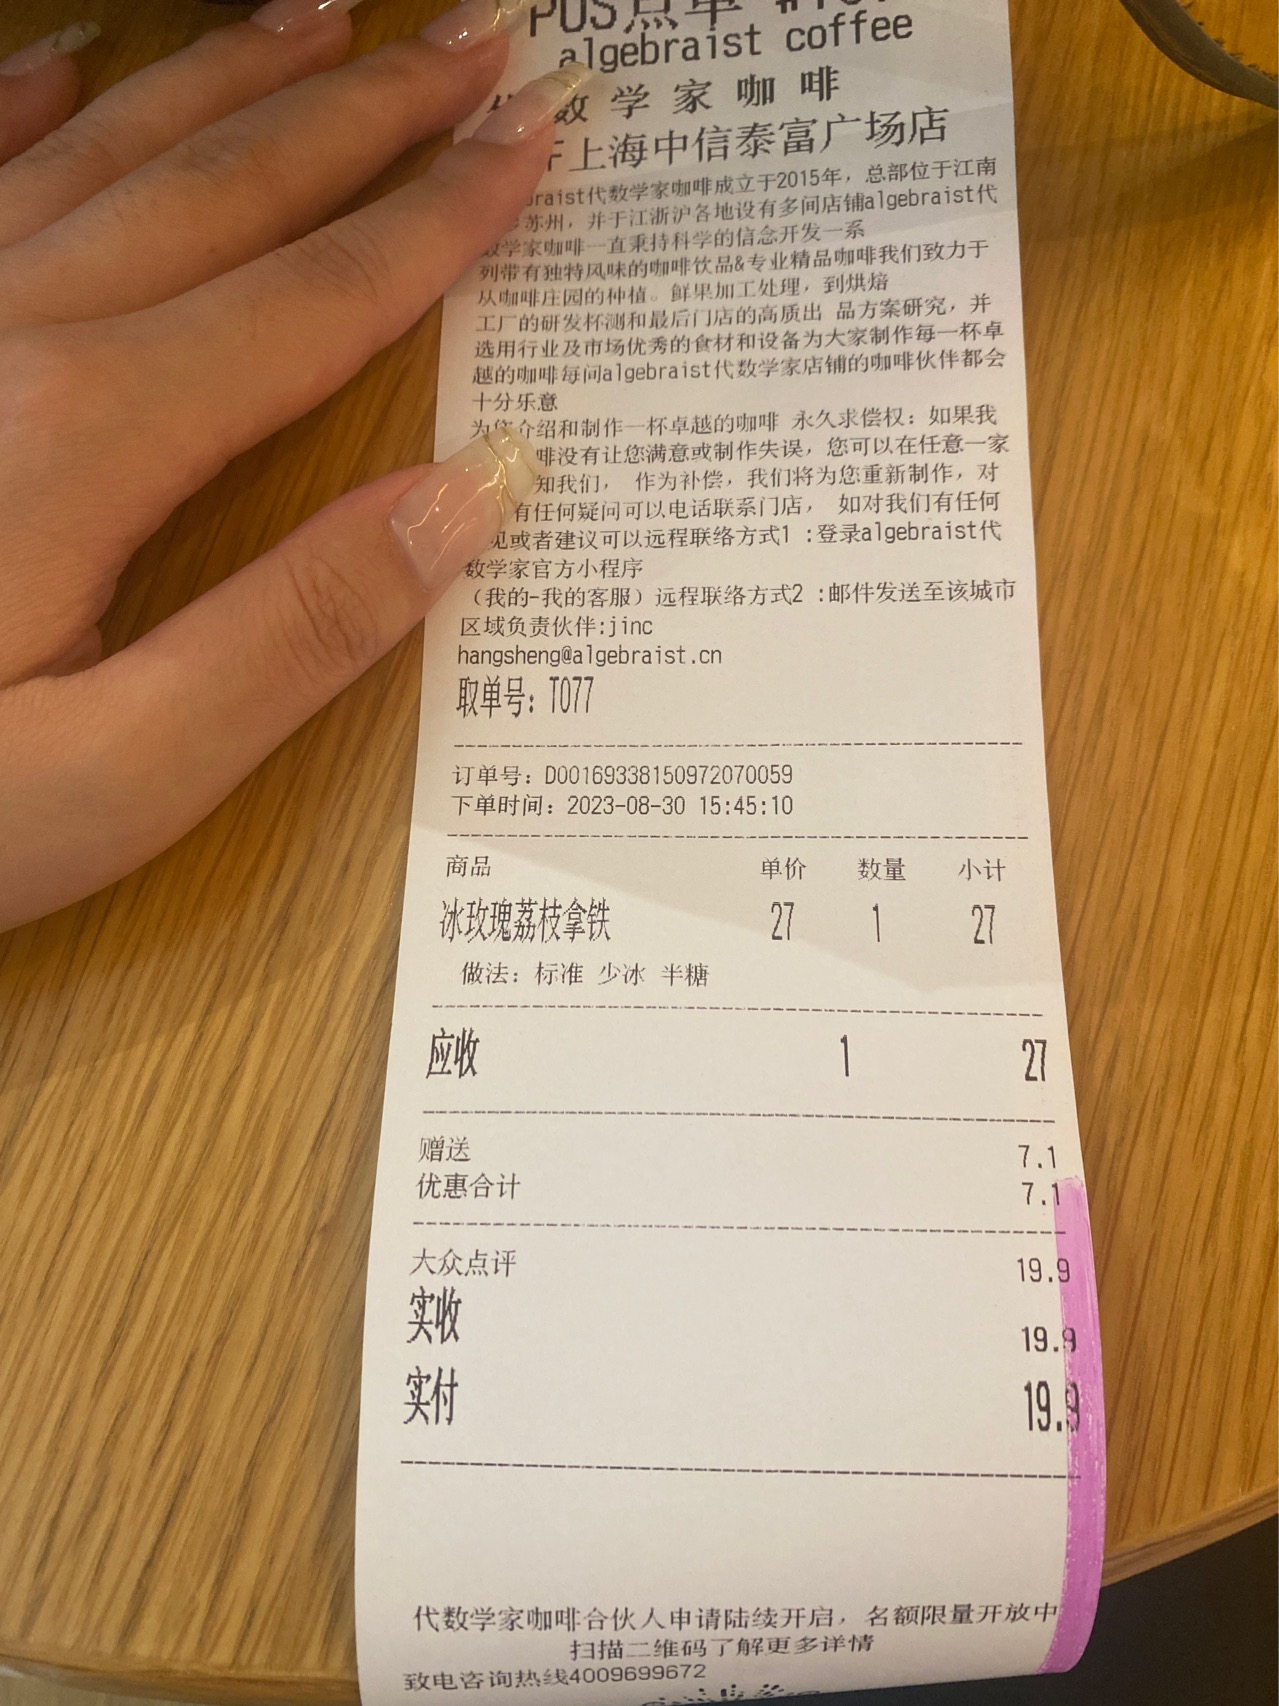 POS点单
algebraist coffee
数学家咖啡
上海中信泰富广场店
braist代数学家咖啡成立于2015年，总部位于江南
苏州，并于江浙沪各地设有多间店铺algebraist代
数学家咖啡一直秉持科学的信念开发一系
列带有独特风味的咖啡饮品&专业精品咖啡我们致力于
从咖啡庄园的种植。鲜果加工处理，到烘焙
工厂的研发杯测和最后门店的高质出 品方案研究，并
选用行业及市场优秀的食材和设备为大家制作每一杯卓
越的咖啡每间algebraist代数学家店铺的咖啡伙伴都会
十分乐意
为您介绍和制作一杯卓越的咖啡 永久求偿权：如果我
啡没有让您满意或制作失误，您可以在任意一家
知我们， 作为补偿，我们将为您重新制作，对
有任何疑问可以电话联系门店， 如对我们有任何
见或者建议可以远程联络方式1 :登录algebraist代
数学家官方小程序
（我的-我的客服）远程联络方式2 :邮件发送至该城市
区域负责伙伴:jinc
hangsheng@algebraist.cn
取单号：T077
订单号：D00169338150972070059
下单时间：2023-08-30 15:45:10
商品 单价 数量 小计
冰玫瑰荔枝拿铁 27 1 27
做法：标准 少冰 半糖
应收 1 27
赠送 7.1
优惠合计 7.1
大众点评 19.9
实收 19.9
实付 19.9
代数学家咖啡合伙人申请陆续开启，名额限量开放中
扫描二维码了解更多详情
致电咨询热线4009699672